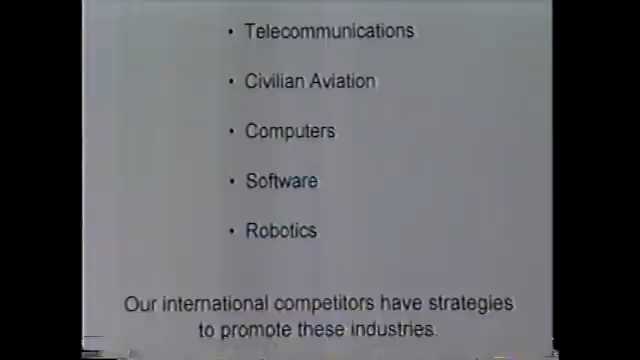 • Telecommunications
• Civilian Aviation
• Computers
• Software
• Robotics
Our international competitors have strategies
to promote these industries.